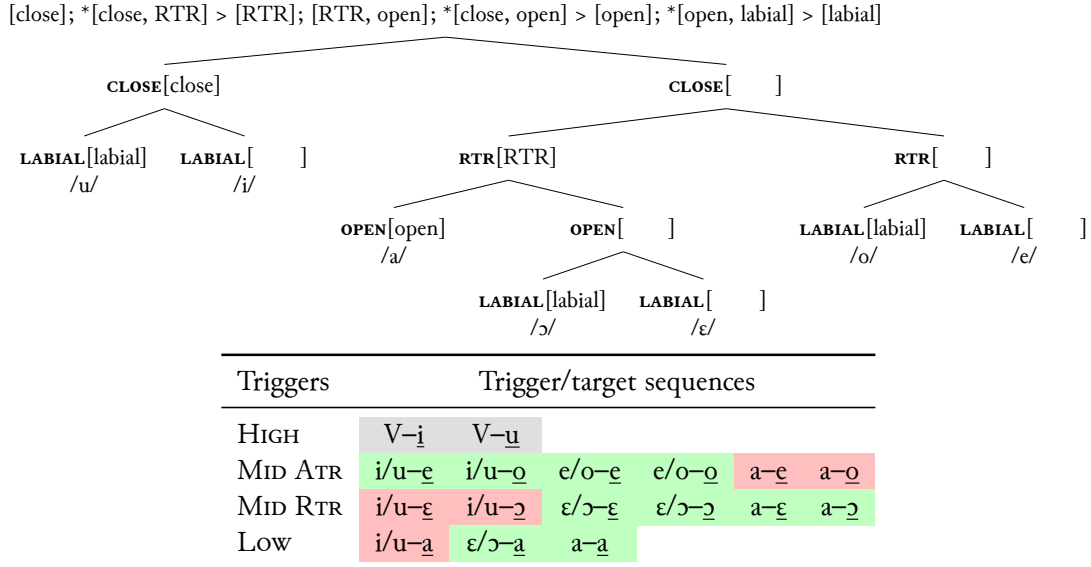 [close]; *[close, RTR] > [RTR]; [RTR, open]; *[close, open] > [open]; *[open, labial] > [labial]
CLOSE[close] CLOSE[ ]
LABIAL[labial] LABIAL[ ] RTR[RTR] RTR[ ]
/u/ /i/
OPEN[open] OPEN[ ] LABIAL[labial] LABIAL[ ]
/a/ /o/ /e/
LABIAL[labial] LABIAL[ ]
/ɔ/ /ɛ/
Triggers Trigger/target sequences
HIGH V–i V–u
MID ATR i/u–e i/u–o e/o–e e/o–o a–e a–o
MID RTR i/u–ɛ i/u–ɔ ɛ/ɔ–ɛ ɛ/ɔ–ɔ a–ɛ a–ɔ
LOW i/u–a ɛ/ɔ–a a–a